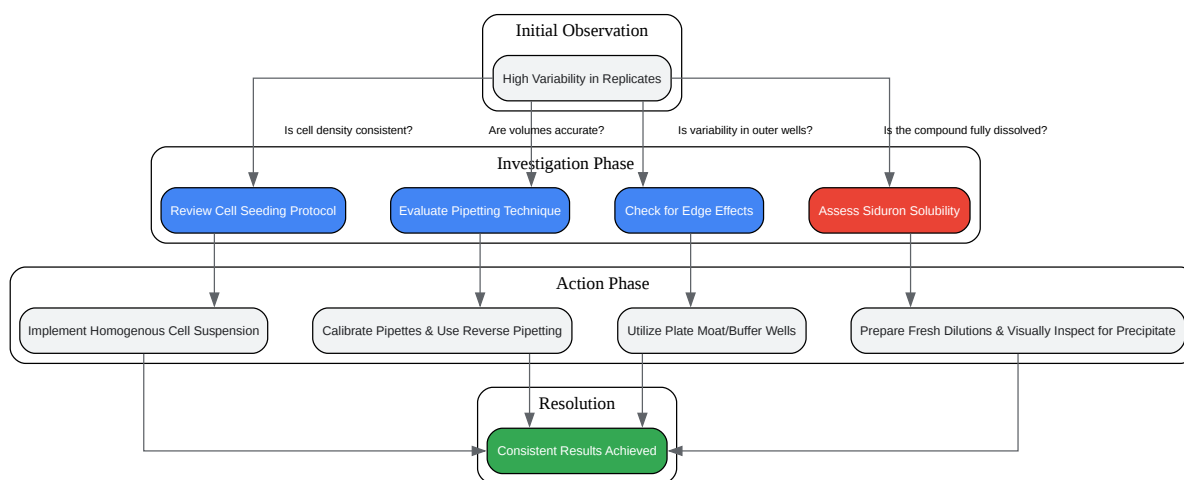 Initial Observation
High Variability in Replicates
Is cell density consistent?
Are volumes accurate?
Is variability in outer wells?
Is the compound fully dissolved?
Investigation Phase
Review Cell Seeding Protocol
Evaluate Pipetting Technique
Check for Edge Effects
Assess Siduron Solubility
Action Phase
Implement Homogenous Cell Suspension
Calibrate Pipettes & Use Reverse Pipetting
Utilize Plate Moat/Buffer Wells
Prepare Fresh Dilutions & Visually Inspect for Precipitate
Resolution
Consistent Results Achieved